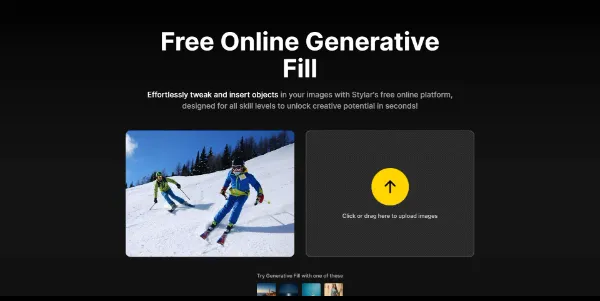 Free Online Generative
Fill
Effortlessly tweak and insert objects in your images with Stylar's free online platform,
designed for all skill levels to unlock creative potential in seconds!
Click or drag here to upload images
Try Generative Fill with one of these